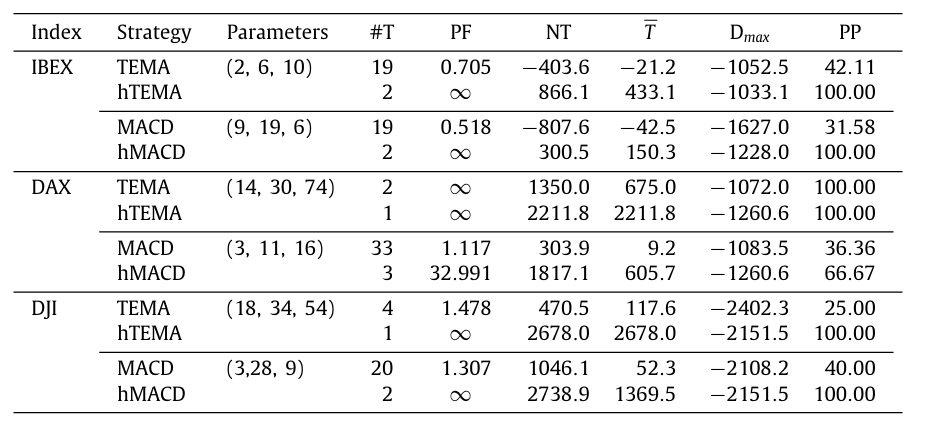 Index Strategy Parameters #T PF NT T̅ D_max PP
IBEX TEMA (2, 6, 10) 19 0.705 −403.6 −21.2 −1052.5 42.11
hTEMA 2 ∞ 866.1 433.1 −1033.1 100.00
MACD (9, 19, 6) 19 0.518 −807.6 −42.5 −1627.0 31.58
hMACD 2 ∞ 300.5 150.3 −1228.0 100.00
DAX TEMA (14, 30, 74) 2 ∞ 1350.0 675.0 −1072.0 100.00
hTEMA 1 ∞ 2211.8 2211.8 −1260.6 100.00
MACD (3, 11, 16) 33 1.117 303.9 9.2 −1083.5 36.36
hMACD 3 32.991 1817.1 605.7 −1260.6 66.67
DJI TEMA (18, 34, 54) 4 1.478 470.5 117.6 −2402.3 25.00
hTEMA 1 ∞ 2678.0 2678.0 −2151.5 100.00
MACD (3,28, 9) 20 1.307 1046.1 52.3 −2108.2 40.00
hMACD 2 ∞ 2738.9 1369.5 −2151.5 100.00